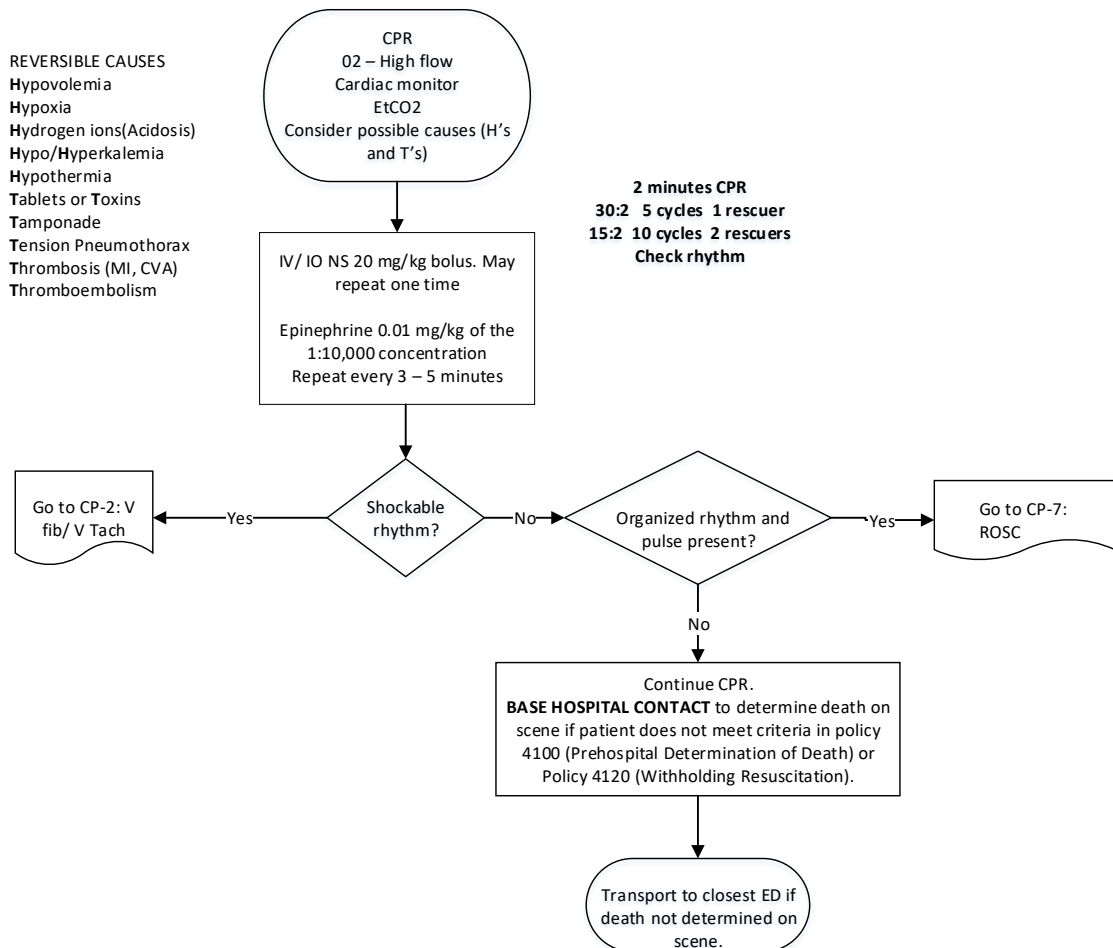 REVERSIBLE CAUSES
Hypovolemia
Hypoxia
Hydrogen ions(Acidosis)
Hypo/Hyperkalemia
Hypothermia
Tablets or Toxins
Tamponade
Tension Pneumothorax
Thrombosis (MI, CVA)
Thromboembolism
CPR
02 – High flow
Cardiac monitor
EtCO2
Consider possible causes (H's
and T's)
2 minutes CPR
30:2 5 cycles 1 rescuer
15:2 10 cycles 2 rescuers
Check rhythm
IV/ IO NS 20 mg/kg bolus. May
repeat one time
Epinephrine 0.01 mg/kg of the
1:10,000 concentration
Repeat every 3 – 5 minutes
Go to CP-2: V
fib/ V Tach
Yes
Shockable
rhythm?
No
Organized rhythm and
pulse present?
Yes
Go to CP-7:
ROSC
No
Continue CPR.
BASE HOSPITAL CONTACT to determine death on
scene if patient does not meet criteria in policy
4100 (Prehospital Determination of Death) or
Policy 4120 (Withholding Resuscitation).
Transport to closest ED if
death not determined on
scene.